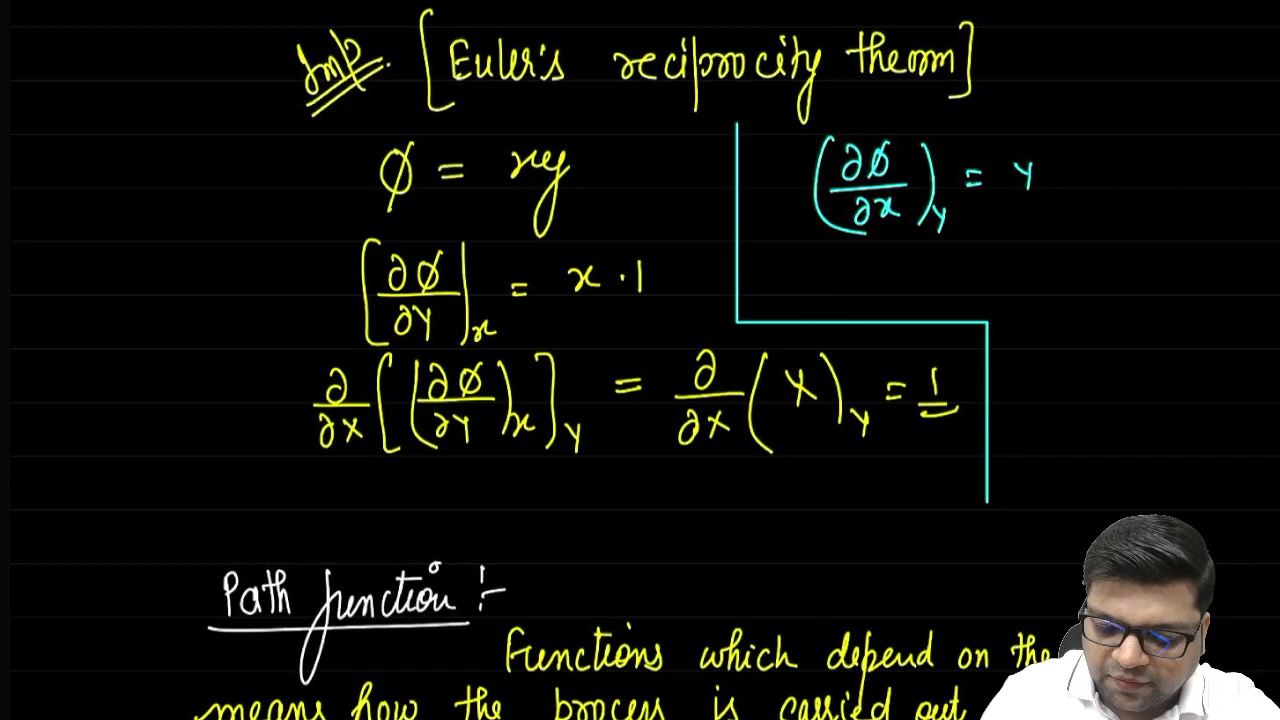 Imp. [Euler's reciprocity theorm]
φ = xy
[∂φ/∂y]x = x · 1
∂/∂x [(∂φ/∂y)x]y = ∂/∂x (x)y = 1
(∂φ/∂x)y = y
Path function :-
Functions which depend on the
means how the process is carried out